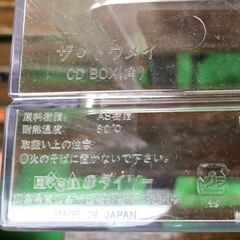 ザ・トウメイ
CD BOX(角)
原料樹脂 AS樹脂
耐熱温度 80℃
取扱い上の注意
○火のそばに置かないで下さい。
ダイソー
MADE IN JAPAN